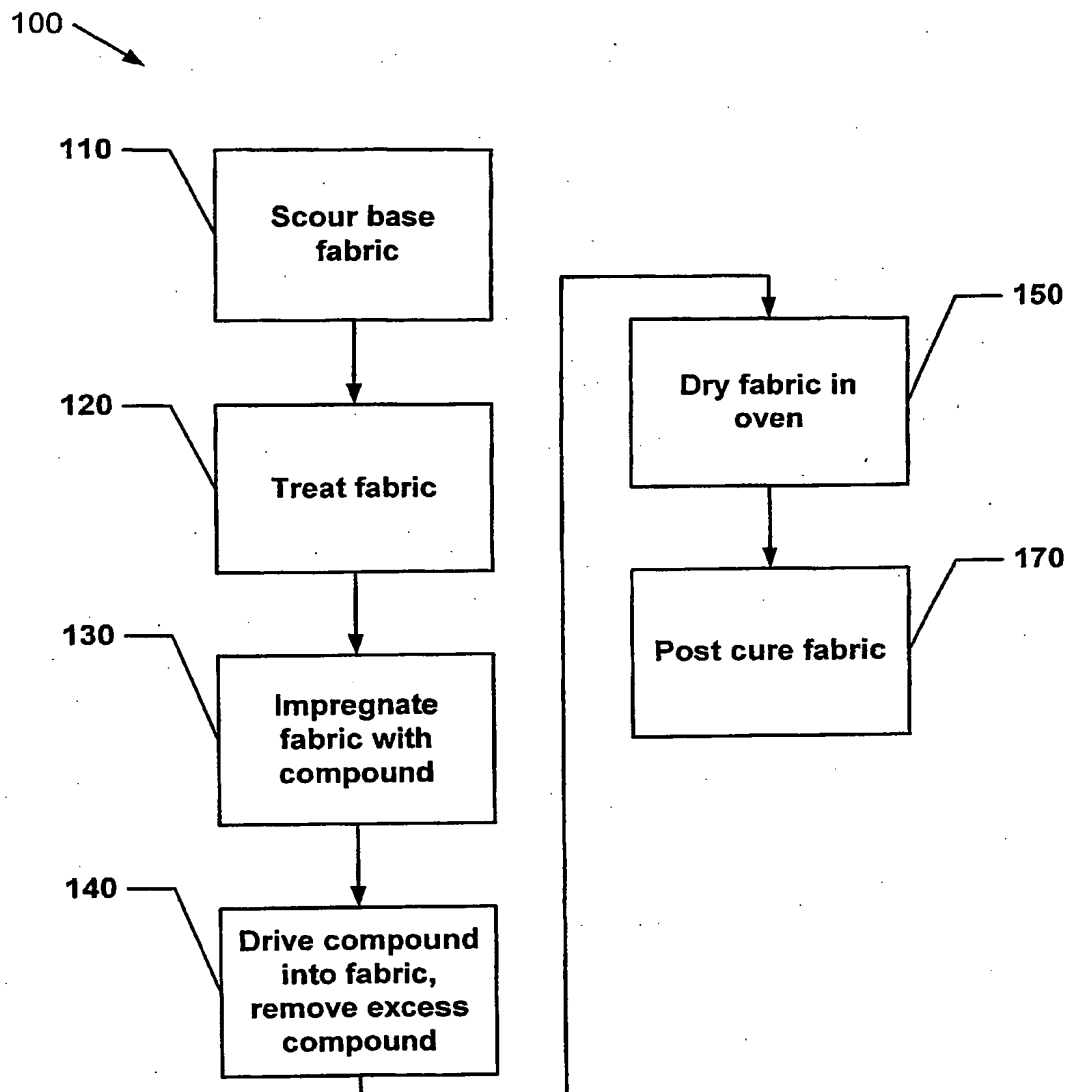 100
110
Scour base
fabric
120
Treat fabric
130
Impregnate
fabric with
compound
140
Drive compound
into fabric,
remove excess
compound
150
Dry fabric in
oven
170
Post cure fabric